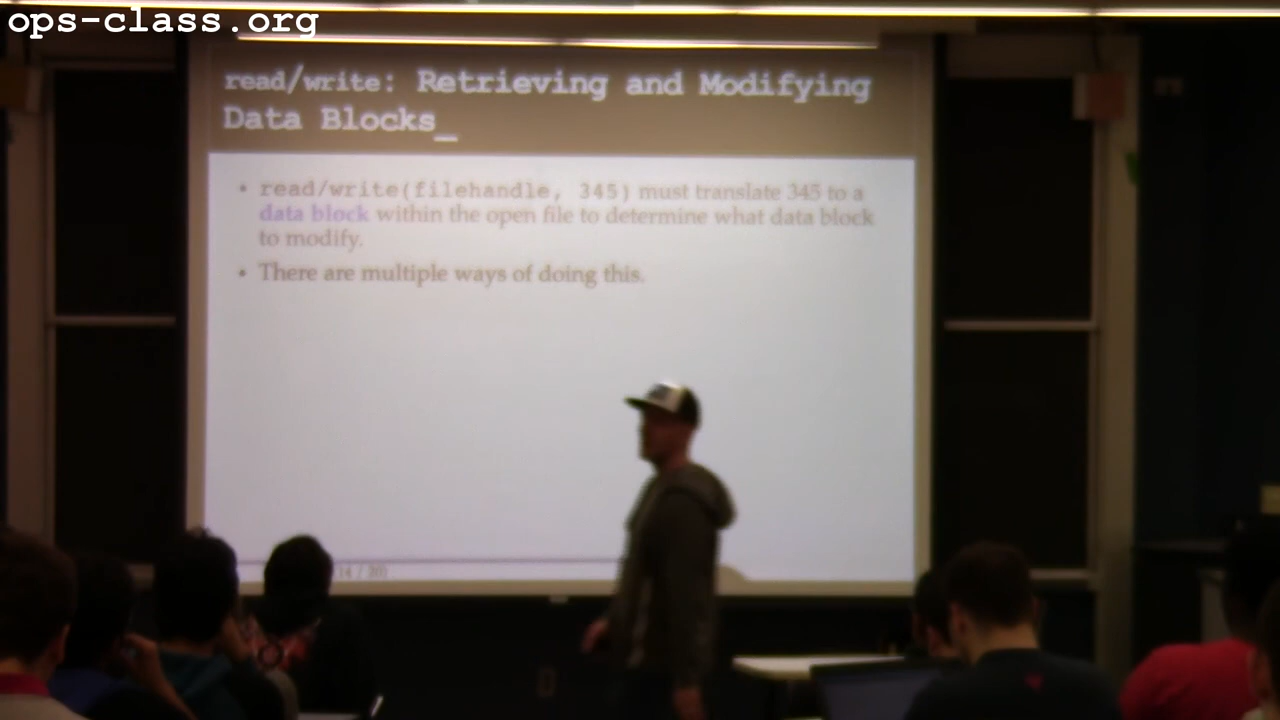 ops-class.org
read/write: Retrieving and Modifying
Data Blocks_
• read/write(filehandle, 345) must translate 345 to a
data block within the open file to determine what data block
to modify.
• There are multiple ways of doing this.